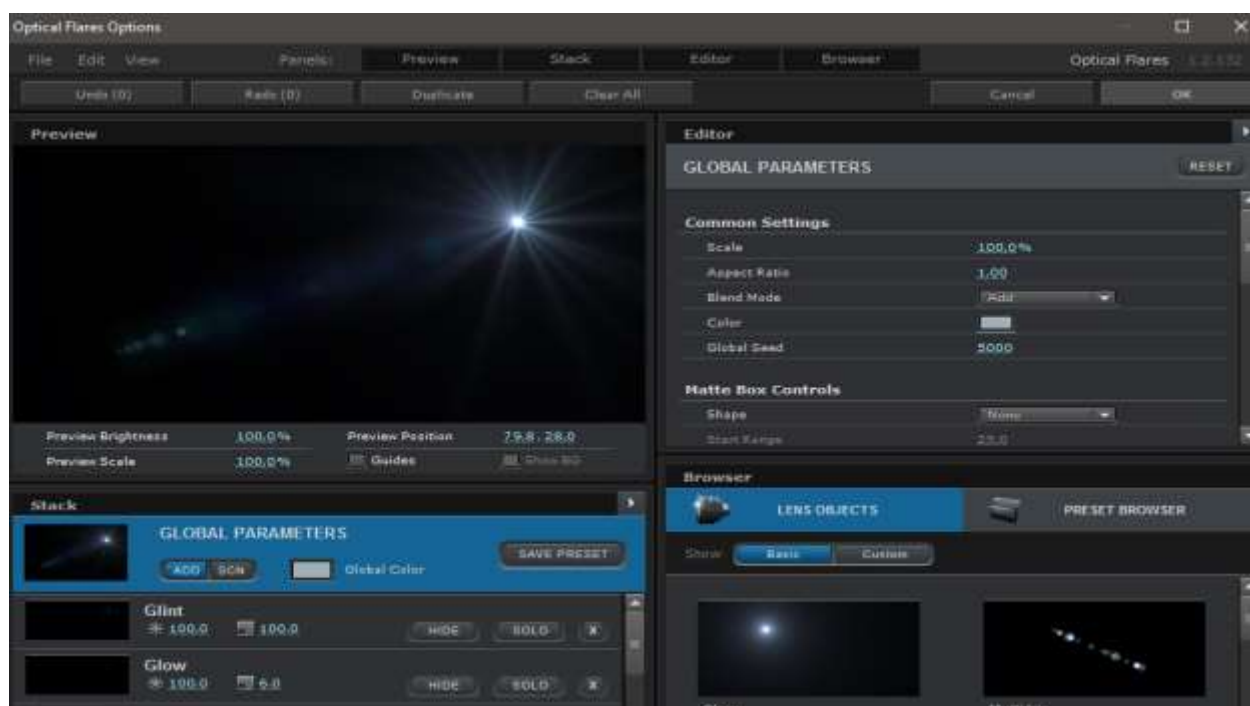 Optical Flares Options
File Edit View Panels: Preview Stack Editor Browser Optical Flares
Undo (0) Redo (0) Duplicate Clear All Cancel OK
Preview
Preview Brightness 100.0% Preview Position 79.8 , 28.0
Preview Scale 100.0% Guides Show BG
Stack
GLOBAL PARAMETERS
SAVE PRESET
ADD SCN Global Color
Glint
100.0 100.0 HIDE SOLO X
Glow
100.0 6.0 HIDE SOLO X
Editor
GLOBAL PARAMETERS RESET
Common Settings
Scale 100.0%
Aspect Ratio 1.00
Blend Mode Add
Color
Global Seed 5000
Matte Box Controls
Shape None
Start Range
Browser
LENS OBJECTS PRESET BROWSER
Show Basic Custom